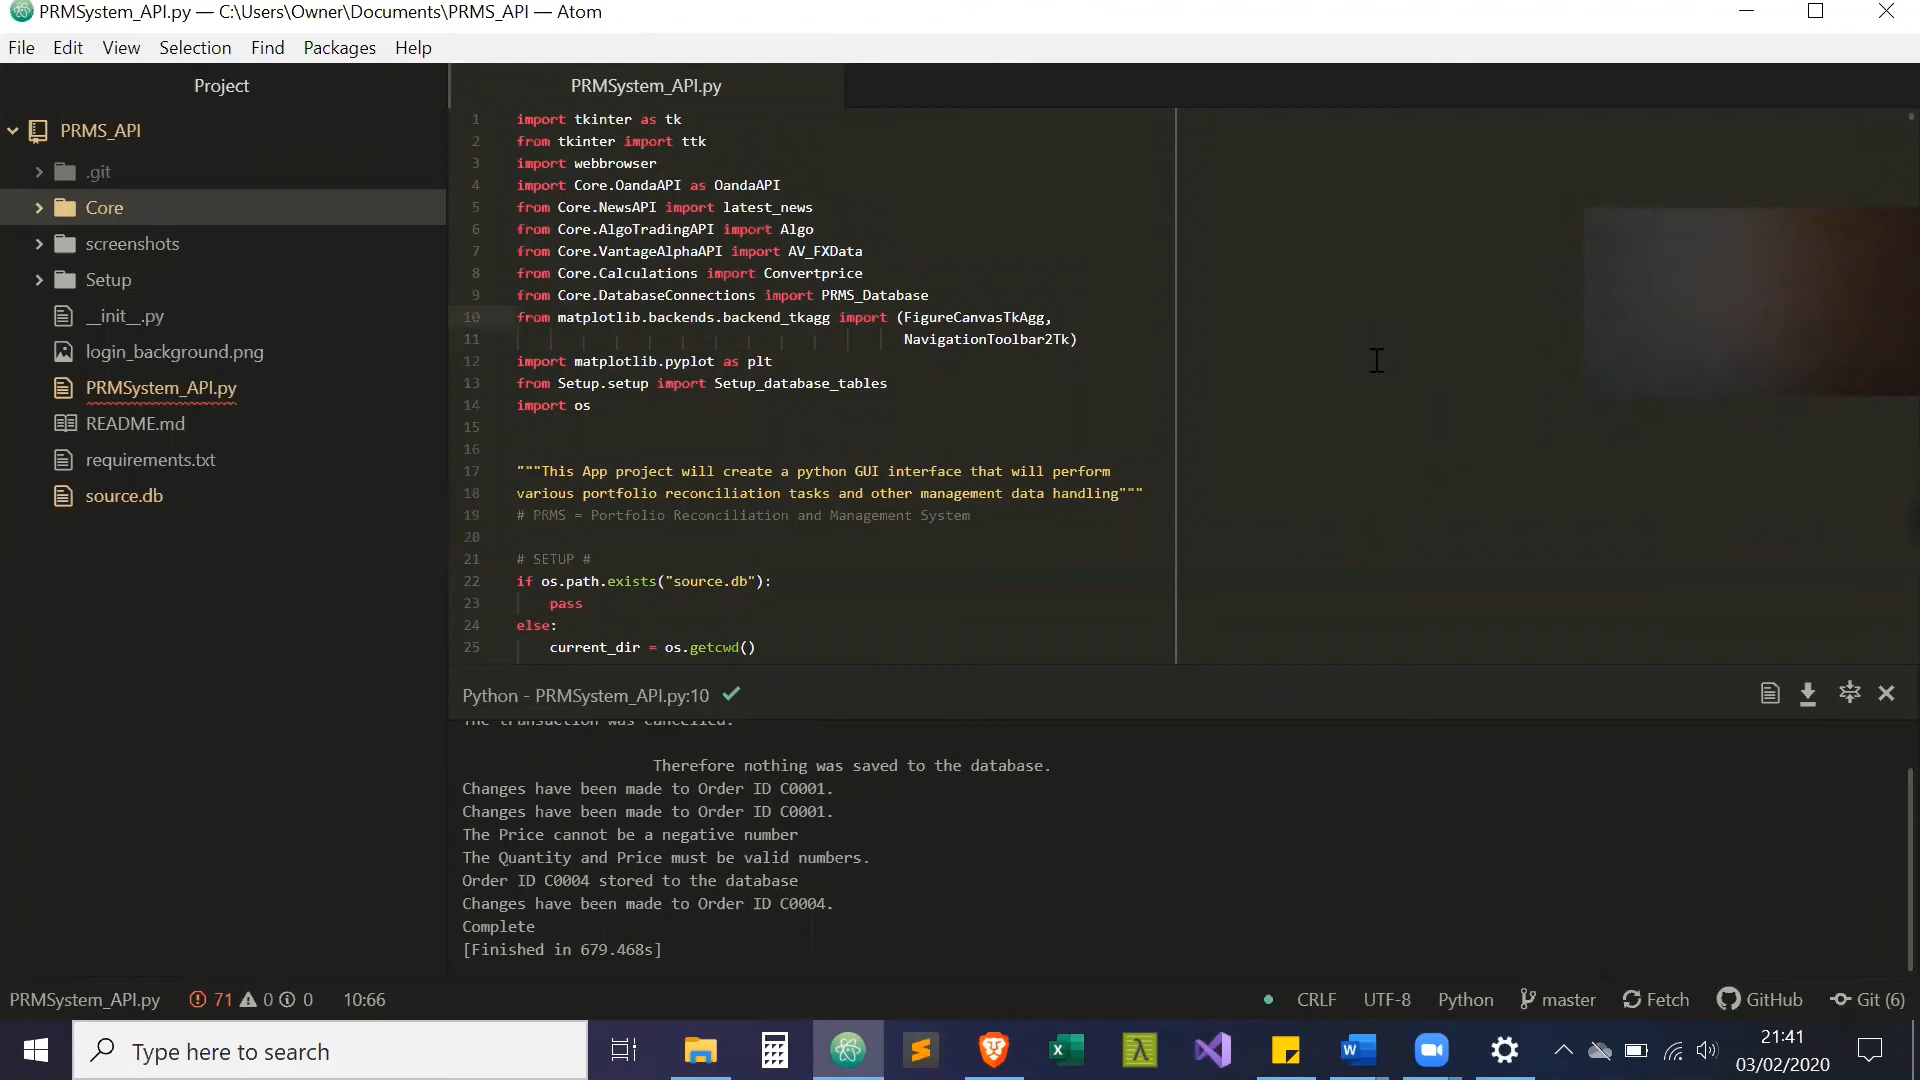 PRMSystem_API.py — C:\Users\Owner\Documents\PRMS_API — Atom
File Edit View Selection Find Packages Help
Project
PRMS_API
.git
Core
screenshots
Setup
__init__.py
login_background.png
PRMSystem_API.py
README.md
requirements.txt
source.db
PRMSystem_API.py
1 import tkinter as tk
2 from tkinter import ttk
3 import webbrowser
4 import Core.OandaAPI as OandaAPI
5 from Core.NewsAPI import latest_news
6 from Core.AlgoTradingAPI import Algo
7 from Core.VantageAlphaAPI import AV_FXData
8 from Core.Calculations import Convertprice
9 from Core.DatabaseConnections import PRMS_Database
10 from matplotlib.backends.backend_tkagg import (FigureCanvasTkAgg,
11 NavigationToolbar2Tk)
12 import matplotlib.pyplot as plt
13 from Setup.setup import Setup_database_tables
14 import os
15
16
17 """This App project will create a python GUI interface that will perform
18 various portfolio reconciliation tasks and other management data handling"""
19 # PRMS = Portfolio Reconciliation and Management System
20
21 # SETUP #
22 if os.path.exists("source.db"):
23 pass
24 else:
25 current_dir = os.getcwd()
Python - PRMSystem_API.py:10
The transaction was cancelled.
Therefore nothing was saved to the database.
Changes have been made to Order ID C0001.
Changes have been made to Order ID C0001.
The Price cannot be a negative number
The Quantity and Price must be valid numbers.
Order ID C0004 stored to the database
Changes have been made to Order ID C0004.
Complete
[Finished in 679.468s]
PRMSystem_API.py 71 0 0 10:66 CRLF UTF-8 Python master Fetch GitHub Git (6)
Type here to search
21:41
03/02/2020